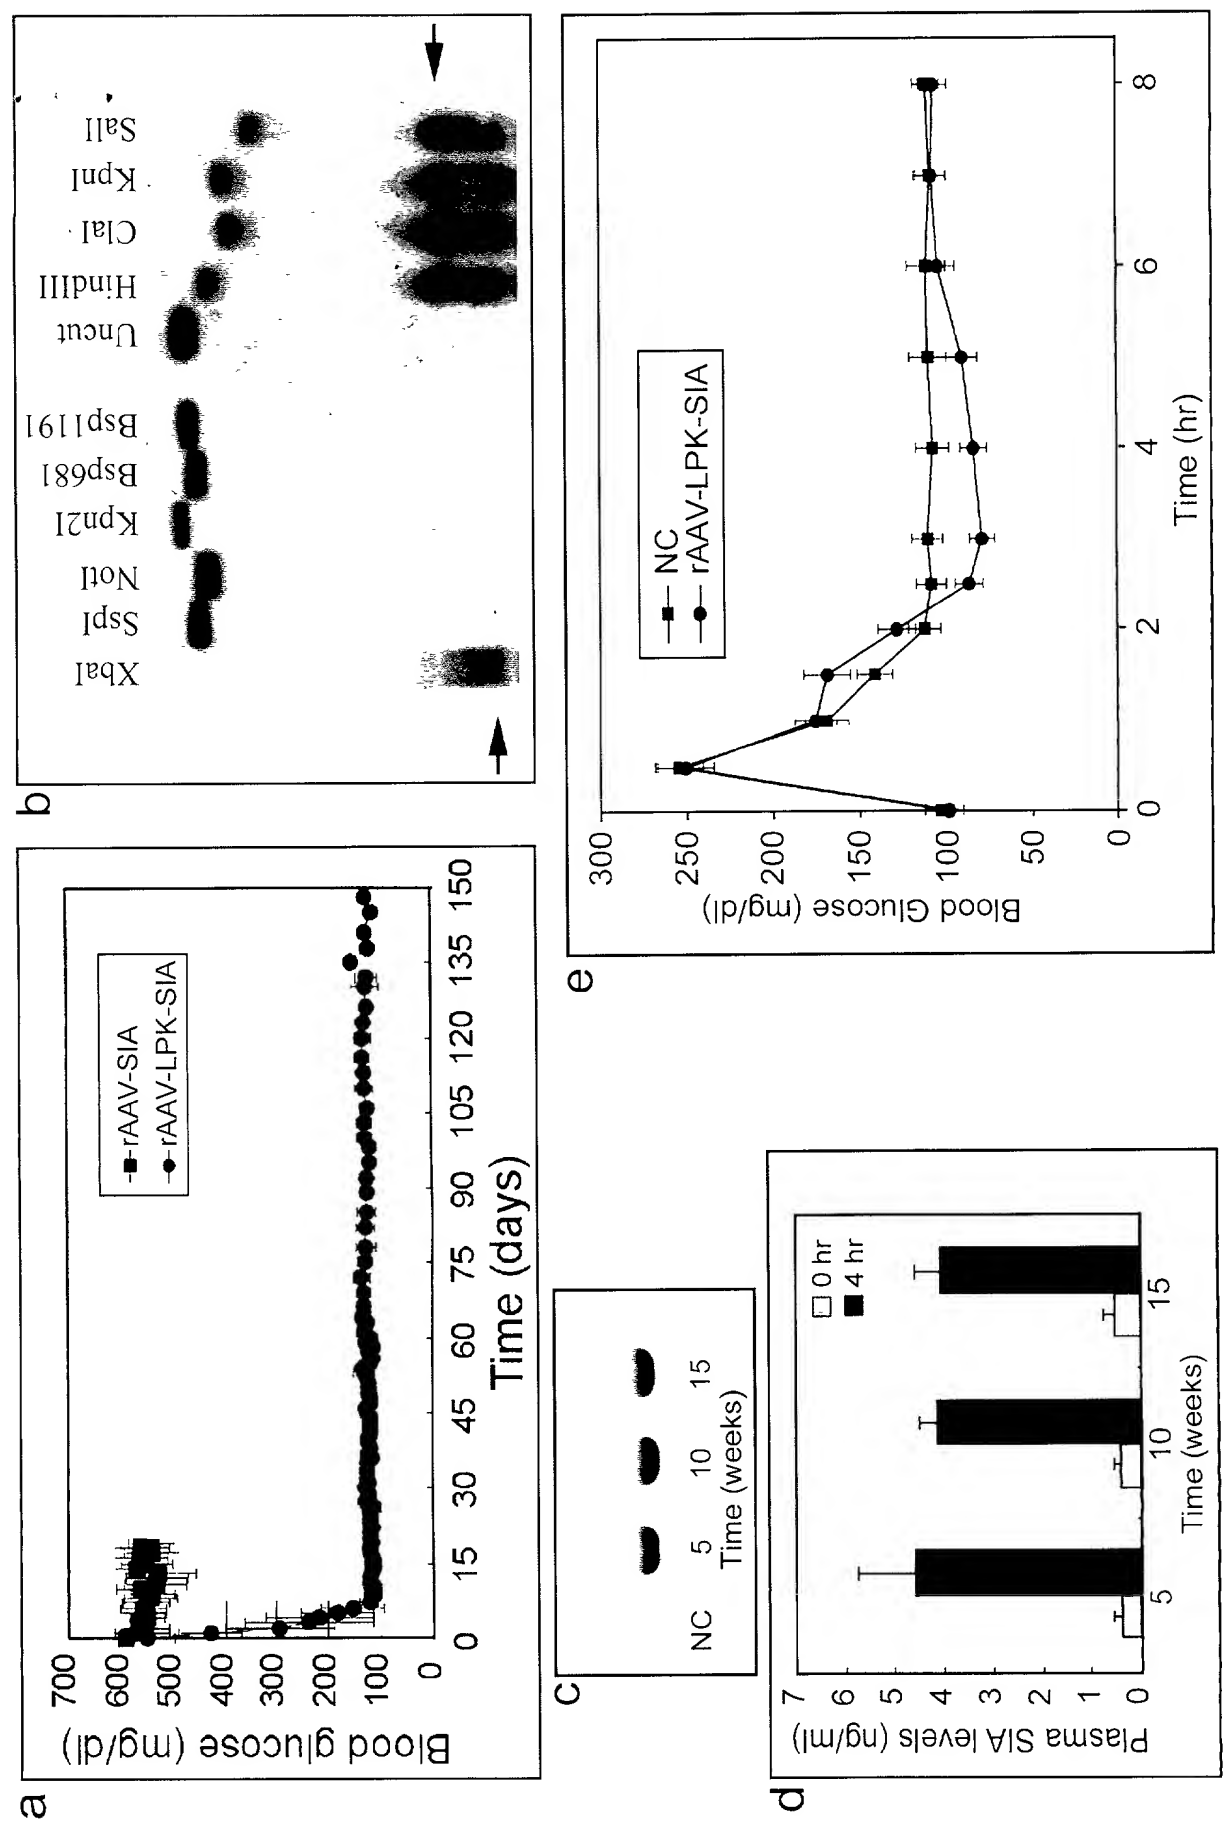 a
700
600
500
400
300
200
100
0
Blood glucose (mg/dl)
rAAV-SIA
rAAV-LPK-SIA
0 15 30 45 60 75 90 105 120 135 150
Time (days)
b
XbaI
SspI
NotI
Kpn2I
Bsp681
Bsp1191
Uncut
HindIII
ClaI
KpnI
SalI
c
NC 5 10 15
Time (weeks)
d
7
6
5
4
3
2
1
0
Plasma SIA levels (ng/ml)
0 hr
4 hr
5 10 15
Time (weeks)
e
300
250
200
150
100
50
0
Blood Glucose (mg/dl)
NC
rAAV-LPK-SIA
0 2 4 6 8
Time (hr)